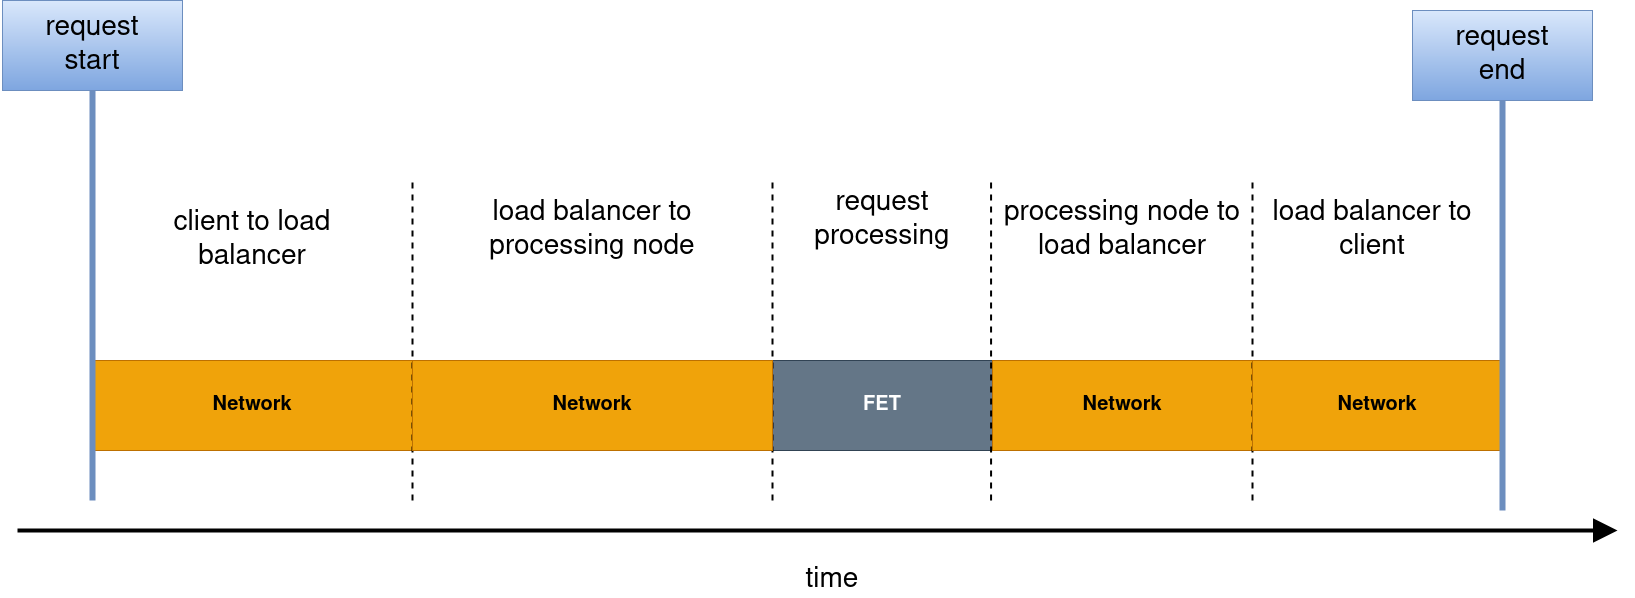 request
start
request
end
client to load
balancer
load balancer to
processing node
request
processing
processing node to
load balancer
load balancer to
client
Network
Network
FET
Network
Network
time